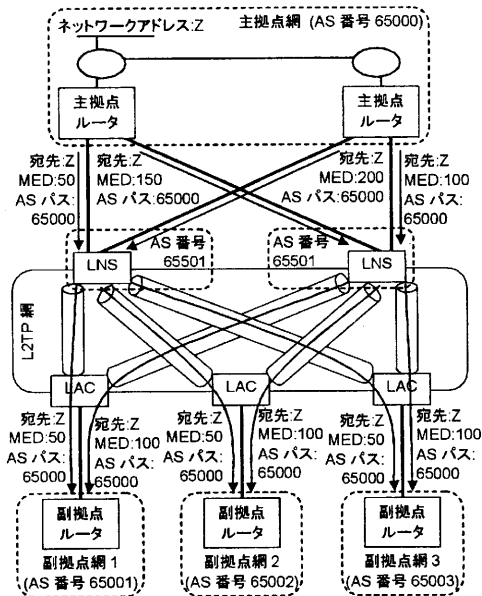 ネットワークアドレス:Z
主拠点網 (AS 番号 65000)
主拠点
ルータ
主拠点
ルータ
宛先:Z
MED:50
AS パス:
65000
宛先:Z
MED:150
AS パス:65000
宛先:Z
MED:200
AS パス:65000
宛先:Z
MED:100
AS パス:
65000
AS 番号
65501
AS 番号
65501
LNS
LNS
L2TP 網
LAC
LAC
LAC
宛先:Z
MED:50
AS パス:
65000
宛先:Z
MED:100
AS パス:
65000
宛先:Z
MED:50
AS パス:
65000
宛先:Z
MED:100
AS パス:
65000
宛先:Z
MED:50
AS パス:
65000
宛先:Z
MED:100
AS パス:
65000
副拠点
ルータ
副拠点
ルータ
副拠点
ルータ
副拠点網 1
(AS 番号 65001)
副拠点網 2
(AS 番号 65002)
副拠点網 3
(AS 番号 65003)